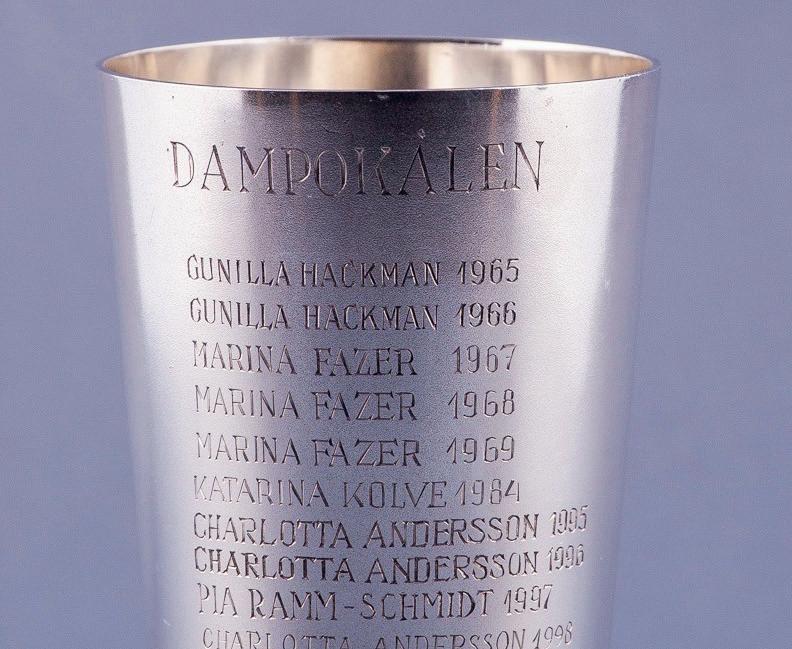 DAMPOKALEN
GUNILLA HACKMAN 1965
GUNILLA HACKMAN 1966
MARINA FAZER 1967
MARINA FAZER 1968
MARINA FAZER 1969
KATARINA KOLVE 1984
CHARLOTTA ANDERSSON 1995
CHARLOTTA ANDERSSON 1996
PIA RAMM-SCHMIDT 1997
CHARLOTTA ANDERSSON 1998